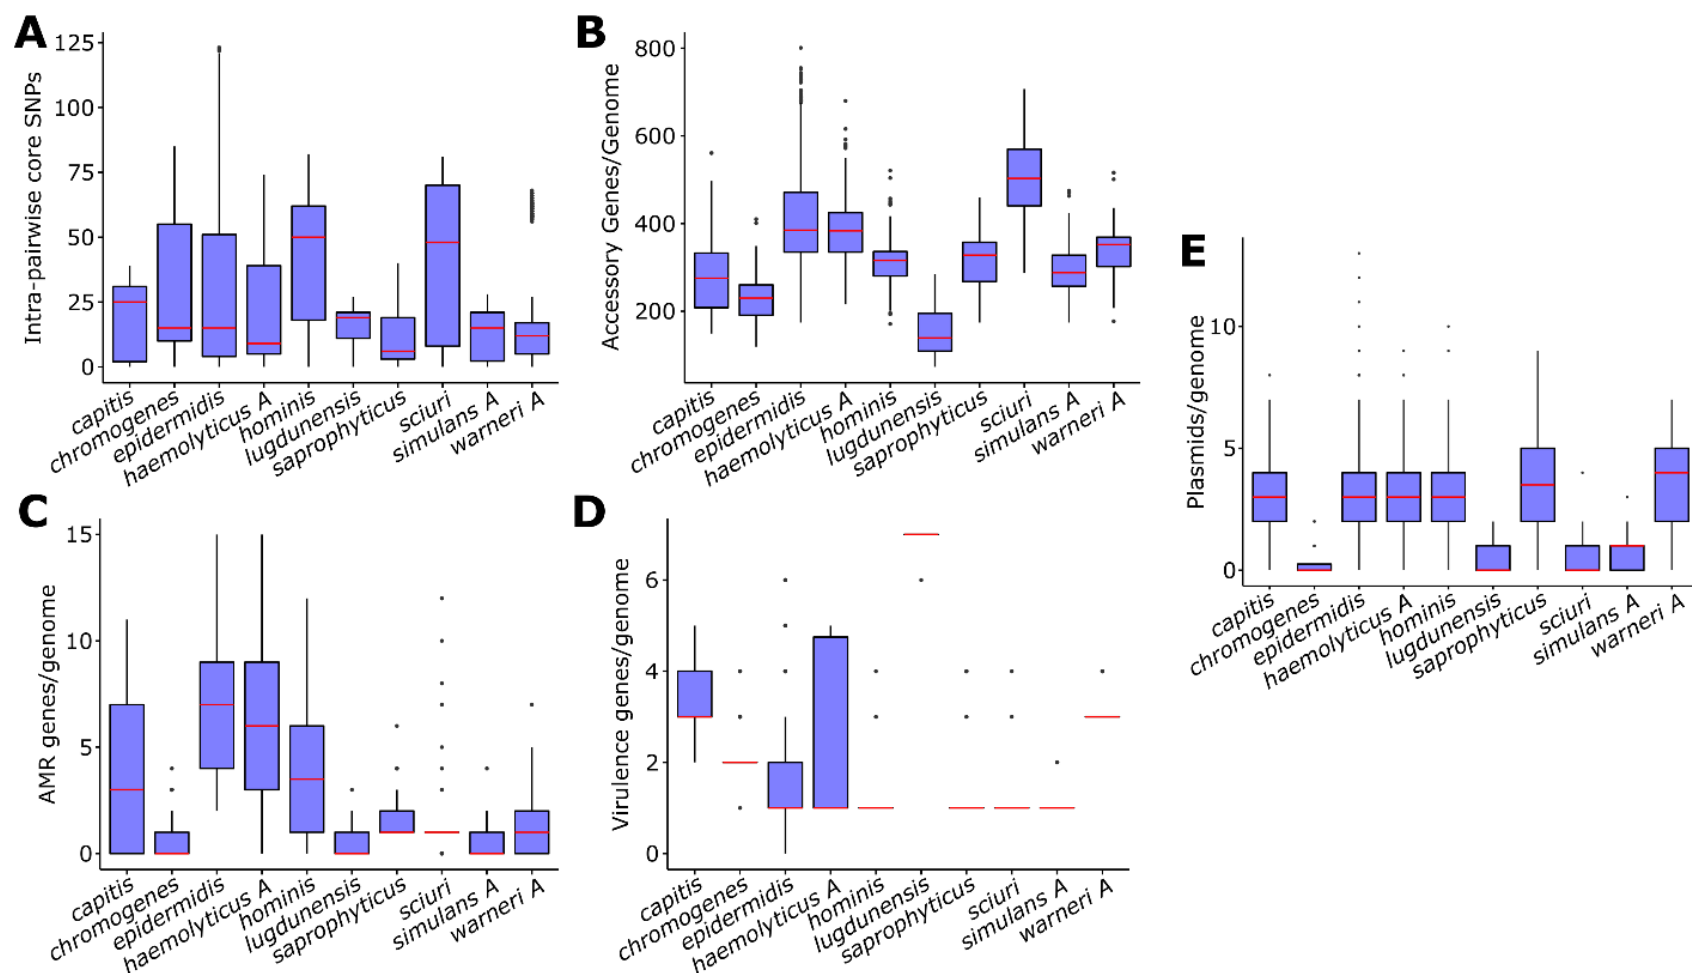 A
Intra-pairwise core SNPs
125
100
75
50
25
0
capitis
chromogenes
epidermidis
haemolyticus A
hominis
lugdunensis
saprophyticus
sciuri
simulans A
warneri A
B
Accessory Genes/Genome
800
600
400
200
capitis
chromogenes
epidermidis
haemolyticus A
hominis
lugdunensis
saprophyticus
sciuri
simulans A
warneri A
C
AMR genes/genome
15
10
5
0
capitis
chromogenes
epidermidis
haemolyticus A
hominis
lugdunensis
saprophyticus
sciuri
simulans A
warneri A
D
Virulence genes/genome
6
4
2
0
capitis
chromogenes
epidermidis
haemolyticus A
hominis
lugdunensis
saprophyticus
sciuri
simulans A
warneri A
E
Plasmids/genome
10
5
0
capitis
chromogenes
epidermidis
haemolyticus A
hominis
lugdunensis
saprophyticus
sciuri
simulans A
warneri A